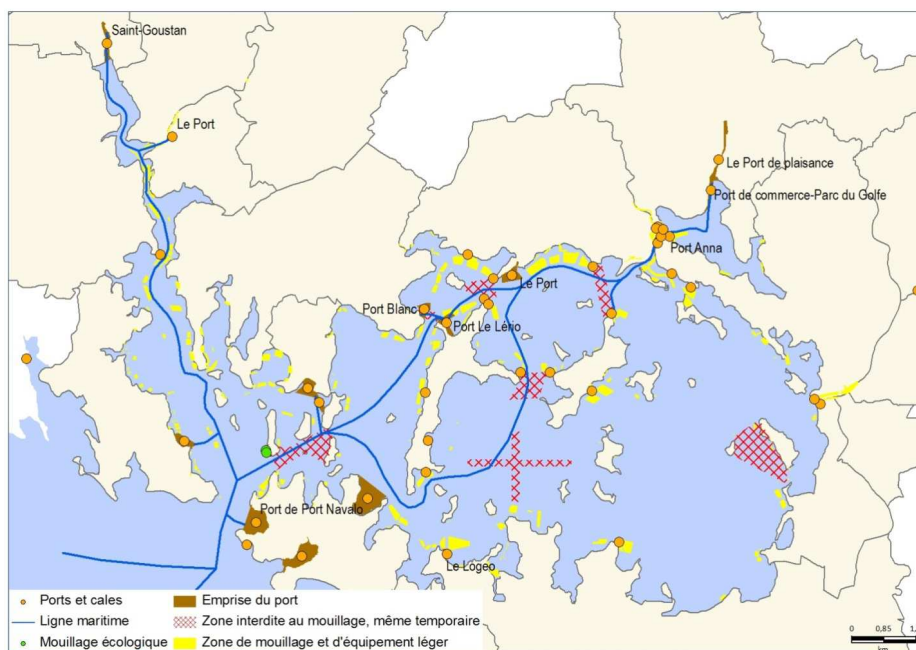 Saint-Goustan
Le Port
Le Port de plaisance
Port de commerce-Parc du Golfe
Port Anna
Le Port
Port Blanc
Port Le Lério
Port de Port Navalo
Le Logeo
Ports et cales
Emprise du port
Ligne maritime
Zone interdite au mouillage, même temporaire
Mouillage écologique
Zone de mouillage et d'équipement léger
0 0,85 1,
km